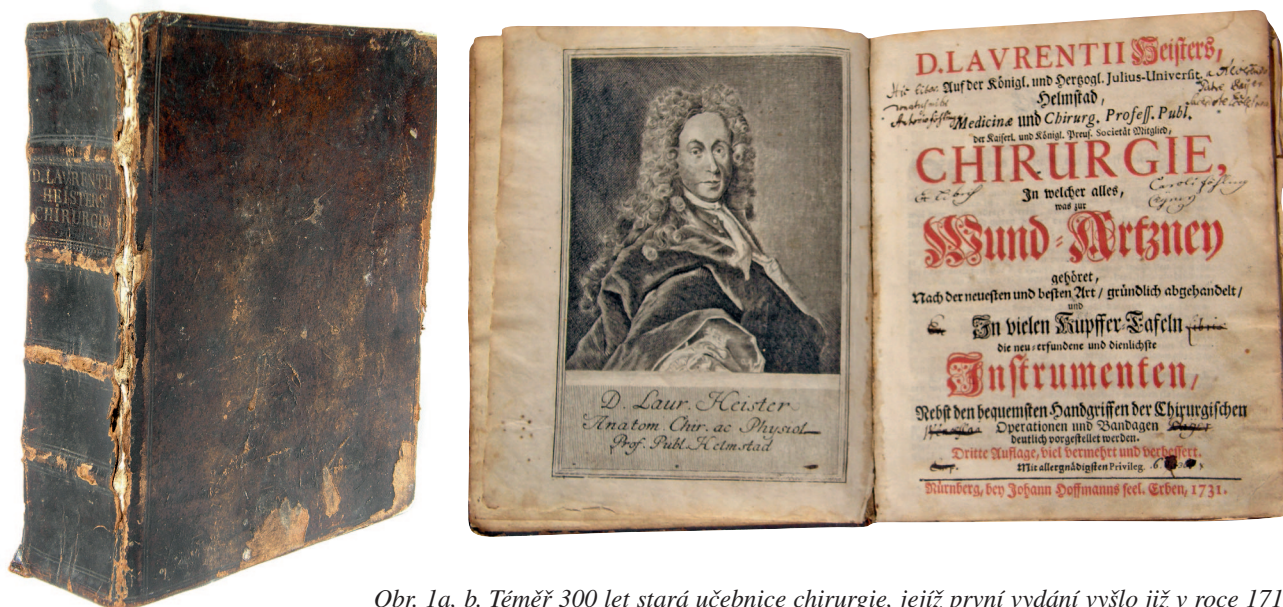 D. LAVRENTII
HEISTERS
CHIRURGIE
D. Laur. Heister
Anatom. Chir. ac Physiol
Prof. Publ. Helmstad
D. LAVRENTII Heisters,
Auf der Königl. und Hertzogl. Julius-Universit.
Helmstad,
Medicinæ und Chirurg. Profess. Publ.
der Kaiserl. und Königl. Preuß. Societät Mitglied,
CHIRURGIE,
In welcher alles,
was zur
Wund-Artzney
gehöret,
Nach der neuesten und besten Art / gründlich abgehandelt /
und
In vielen Kupffer-Tafeln
die neu-erfundene und dienlichste
Instrumenten,
Nebst den bequemsten Handgriffen der Chirurgischen
Operationen und Bandagen
deutlich vorgestellet werden.
Dritte Auflage, viel vermehrt und verbessert.
Mit allergnädigsten Privileg.
Nürnberg, bey Johann Hoffmanns seel. Erben, 1731.
Obr. 1a, b. Téměř 300 let stará učebnice chirurgie, jejíž první vydání vyšlo již v roce 171